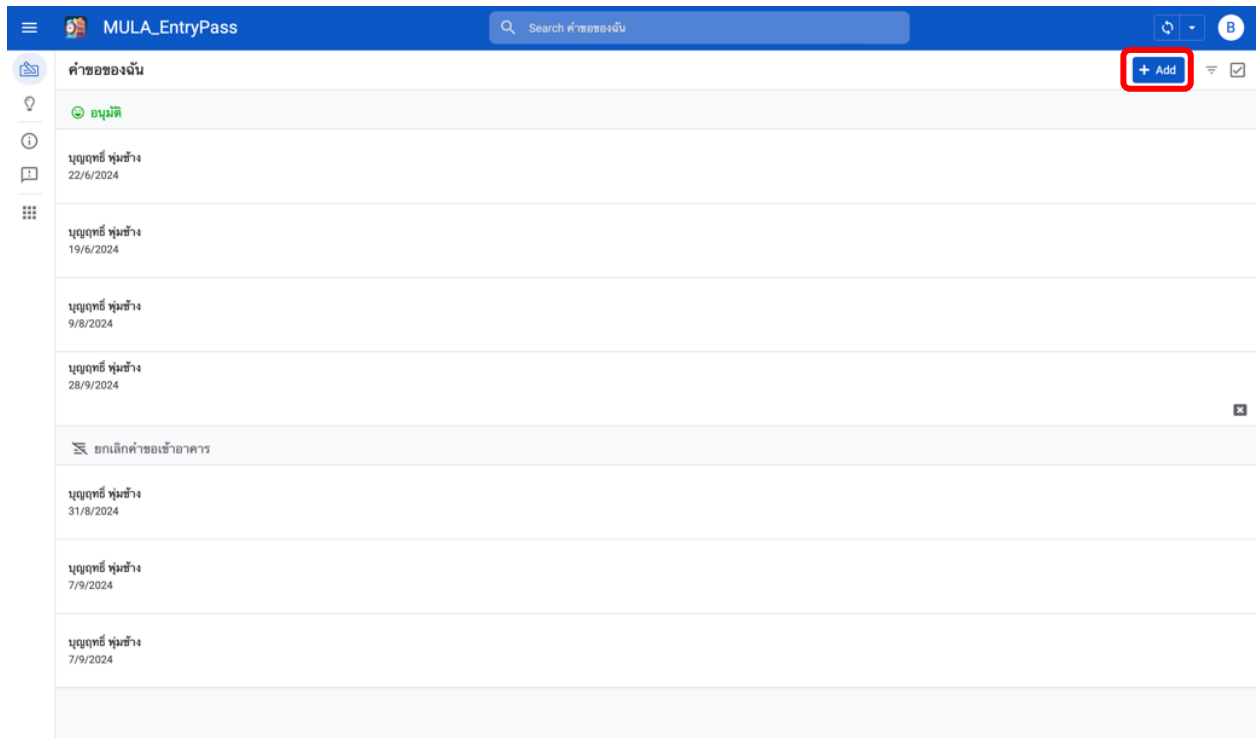 MULA_EntryPass
Search คำขอของฉัน
B
คำขอของฉัน
+ Add
อนุมัติ
บุญฤทธิ์ พุ่มช้าง
22/6/2024
บุญฤทธิ์ พุ่มช้าง
19/6/2024
บุญฤทธิ์ พุ่มช้าง
9/8/2024
บุญฤทธิ์ พุ่มช้าง
28/9/2024
ยกเลิกคำขอเข้าอาคาร
บุญฤทธิ์ พุ่มช้าง
31/8/2024
บุญฤทธิ์ พุ่มช้าง
7/9/2024
บุญฤทธิ์ พุ่มช้าง
7/9/2024